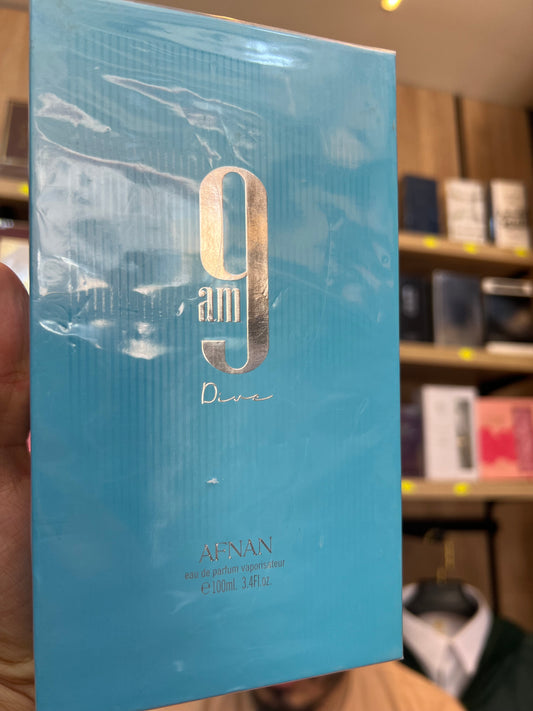 9
am
Dive
AFNAN
eau de parfum vaporisateur
℮100ml. 3.4Fl.oz.